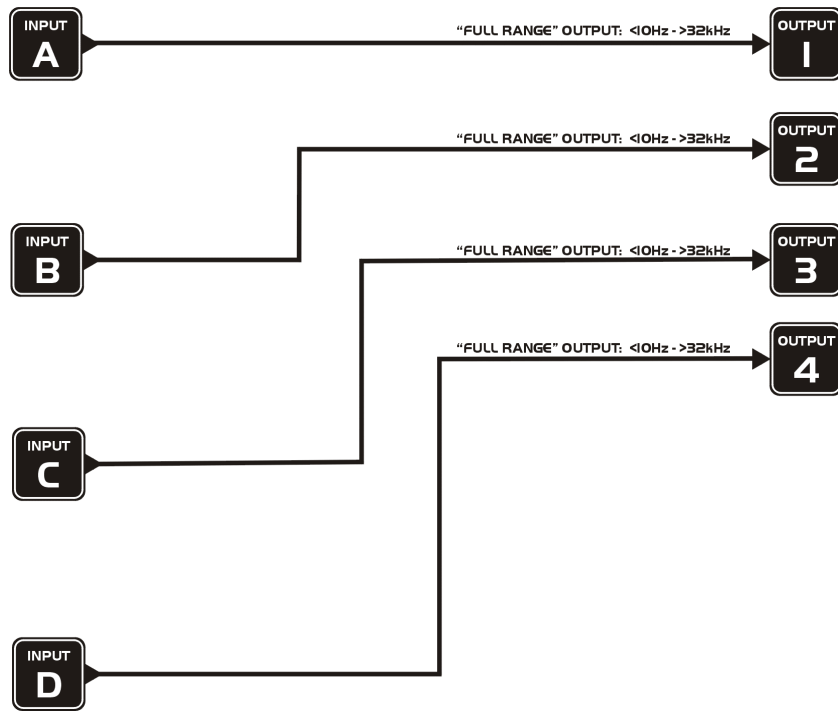 INPUT
A
"FULL RANGE" OUTPUT: <10Hz - >32kHz
OUTPUT
1
"FULL RANGE" OUTPUT: <10Hz - >32kHz
OUTPUT
2
INPUT
B
"FULL RANGE" OUTPUT: <10Hz - >32kHz
OUTPUT
3
"FULL RANGE" OUTPUT: <10Hz - >32kHz
OUTPUT
4
INPUT
C
INPUT
D